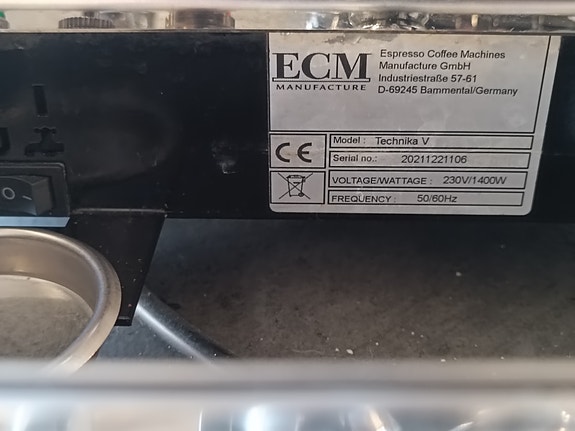 ECM
MANUFACTURE
Espresso Coffee Machines
Manufacture GmbH
Industriestraße 57-61
D-69245 Bammental/Germany
CE
Model : Technika V
Serial no.: 20211221106
VOLTAGE/WATTAGE : 230V/1400W
FREQUENCY : 50/60Hz